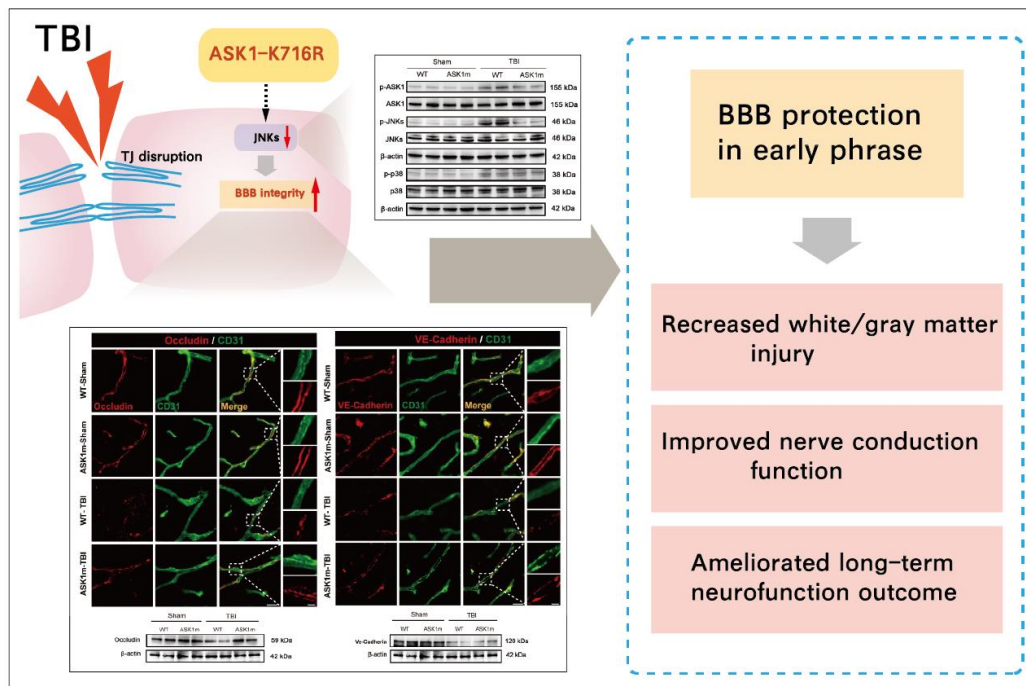 TBI
ASK1-K716R
JNKs
TJ disruption
BBB integrity
Sham TBI
WT ASK1m WT ASK1m
p-ASK1 155 kDa
ASK1 155 kDa
p-JNKs 46 kDa
JNKs 46 kDa
β-actin 42 kDa
p-p38 38 kDa
p38 38 kDa
β-actin 42 kDa
Occludin / CD31
WT-Sham
Occludin CD31 Merge
ASK1m-Sham
WT- TBI
ASK1m-TBI
Sham TBI
WT ASK1m WT ASK1m
Occludin 59 kDa
β-actin 42 kDa
VE-Cadherin / CD31
WT-Sham
VE-Cadherin CD31 Merge
ASK1m-Sham
WT-TBI
ASK1m-TBI
Sham TBI
WT ASK1m WT ASK1m
Ve-Cadherin 120 kDa
β-actin 42 kDa
BBB protection
in early phrase
Recreased white/gray matter
injury
Improved nerve conduction
function
Ameliorated long-term
neurofunction outcome